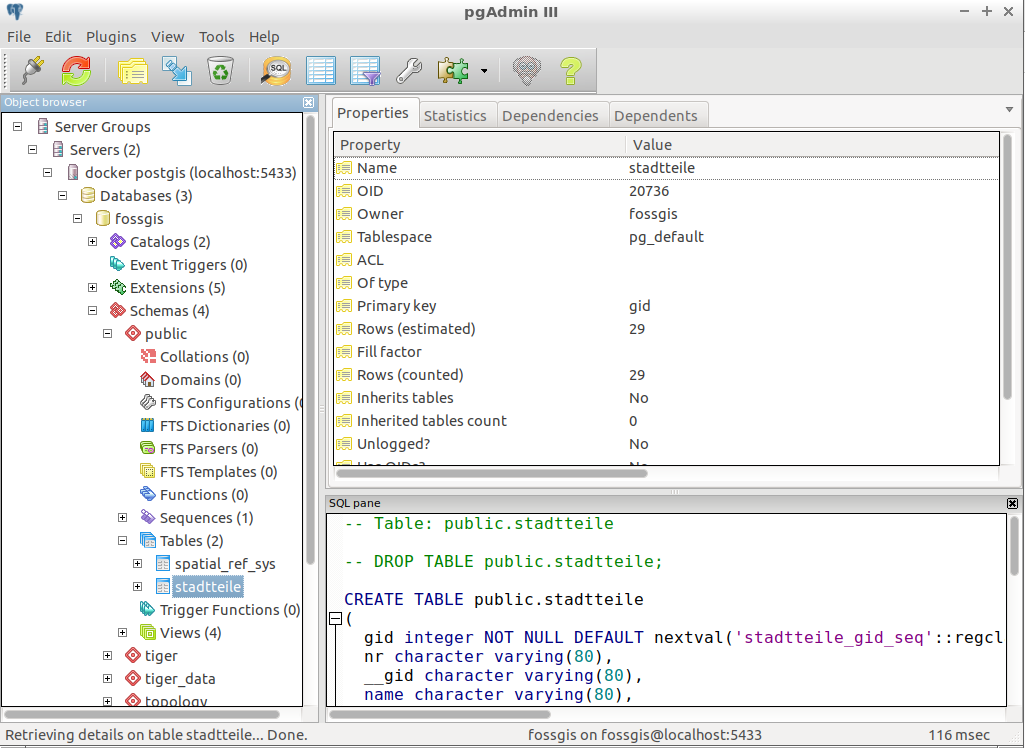 pgAdmin III
File Edit Plugins View Tools Help
SQL
Object browser
Server Groups
Servers (2)
docker postgis (localhost:5433)
Databases (3)
fossgis
Catalogs (2)
Event Triggers (0)
Extensions (5)
Schemas (4)
public
Collations (0)
Domains (0)
FTS Configurations (
FTS Dictionaries (0)
FTS Parsers (0)
FTS Templates (0)
Functions (0)
Sequences (1)
Tables (2)
spatial_ref_sys
stadtteile
Trigger Functions (0)
Views (4)
tiger
tiger_data
topology
Properties Statistics Dependencies Dependents
Property Value
Name stadtteile
OID 20736
Owner fossgis
Tablespace pg_default
ACL
Of type
Primary key gid
Rows (estimated) 29
Fill factor
Rows (counted) 29
Inherits tables No
Inherited tables count 0
Unlogged? No
Use OIDs? No
SQL pane
-- Table: public.stadtteile
-- DROP TABLE public.stadtteile;
CREATE TABLE public.stadtteile
(
gid integer NOT NULL DEFAULT nextval('stadtteile_gid_seq'::regcl
nr character varying(80),
__gid character varying(80),
name character varying(80),
Retrieving details on table stadtteile... Done. fossgis on fossgis@localhost:5433 116 msec